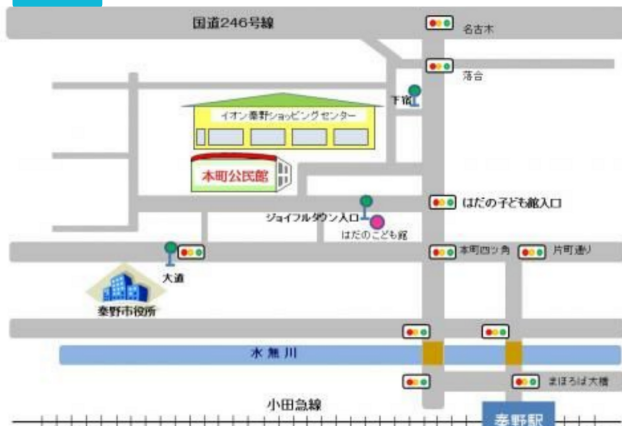 国道246号線
名古木
落合
下宿
イオン秦野ショッピングセンター
本町公民館
はだの子ども館入口
ジョイフルタウン入口
はだのこども館
本町四ツ角
片町通り
大道
秦野市役所
水無川
まほろば大橋
小田急線
秦野駅